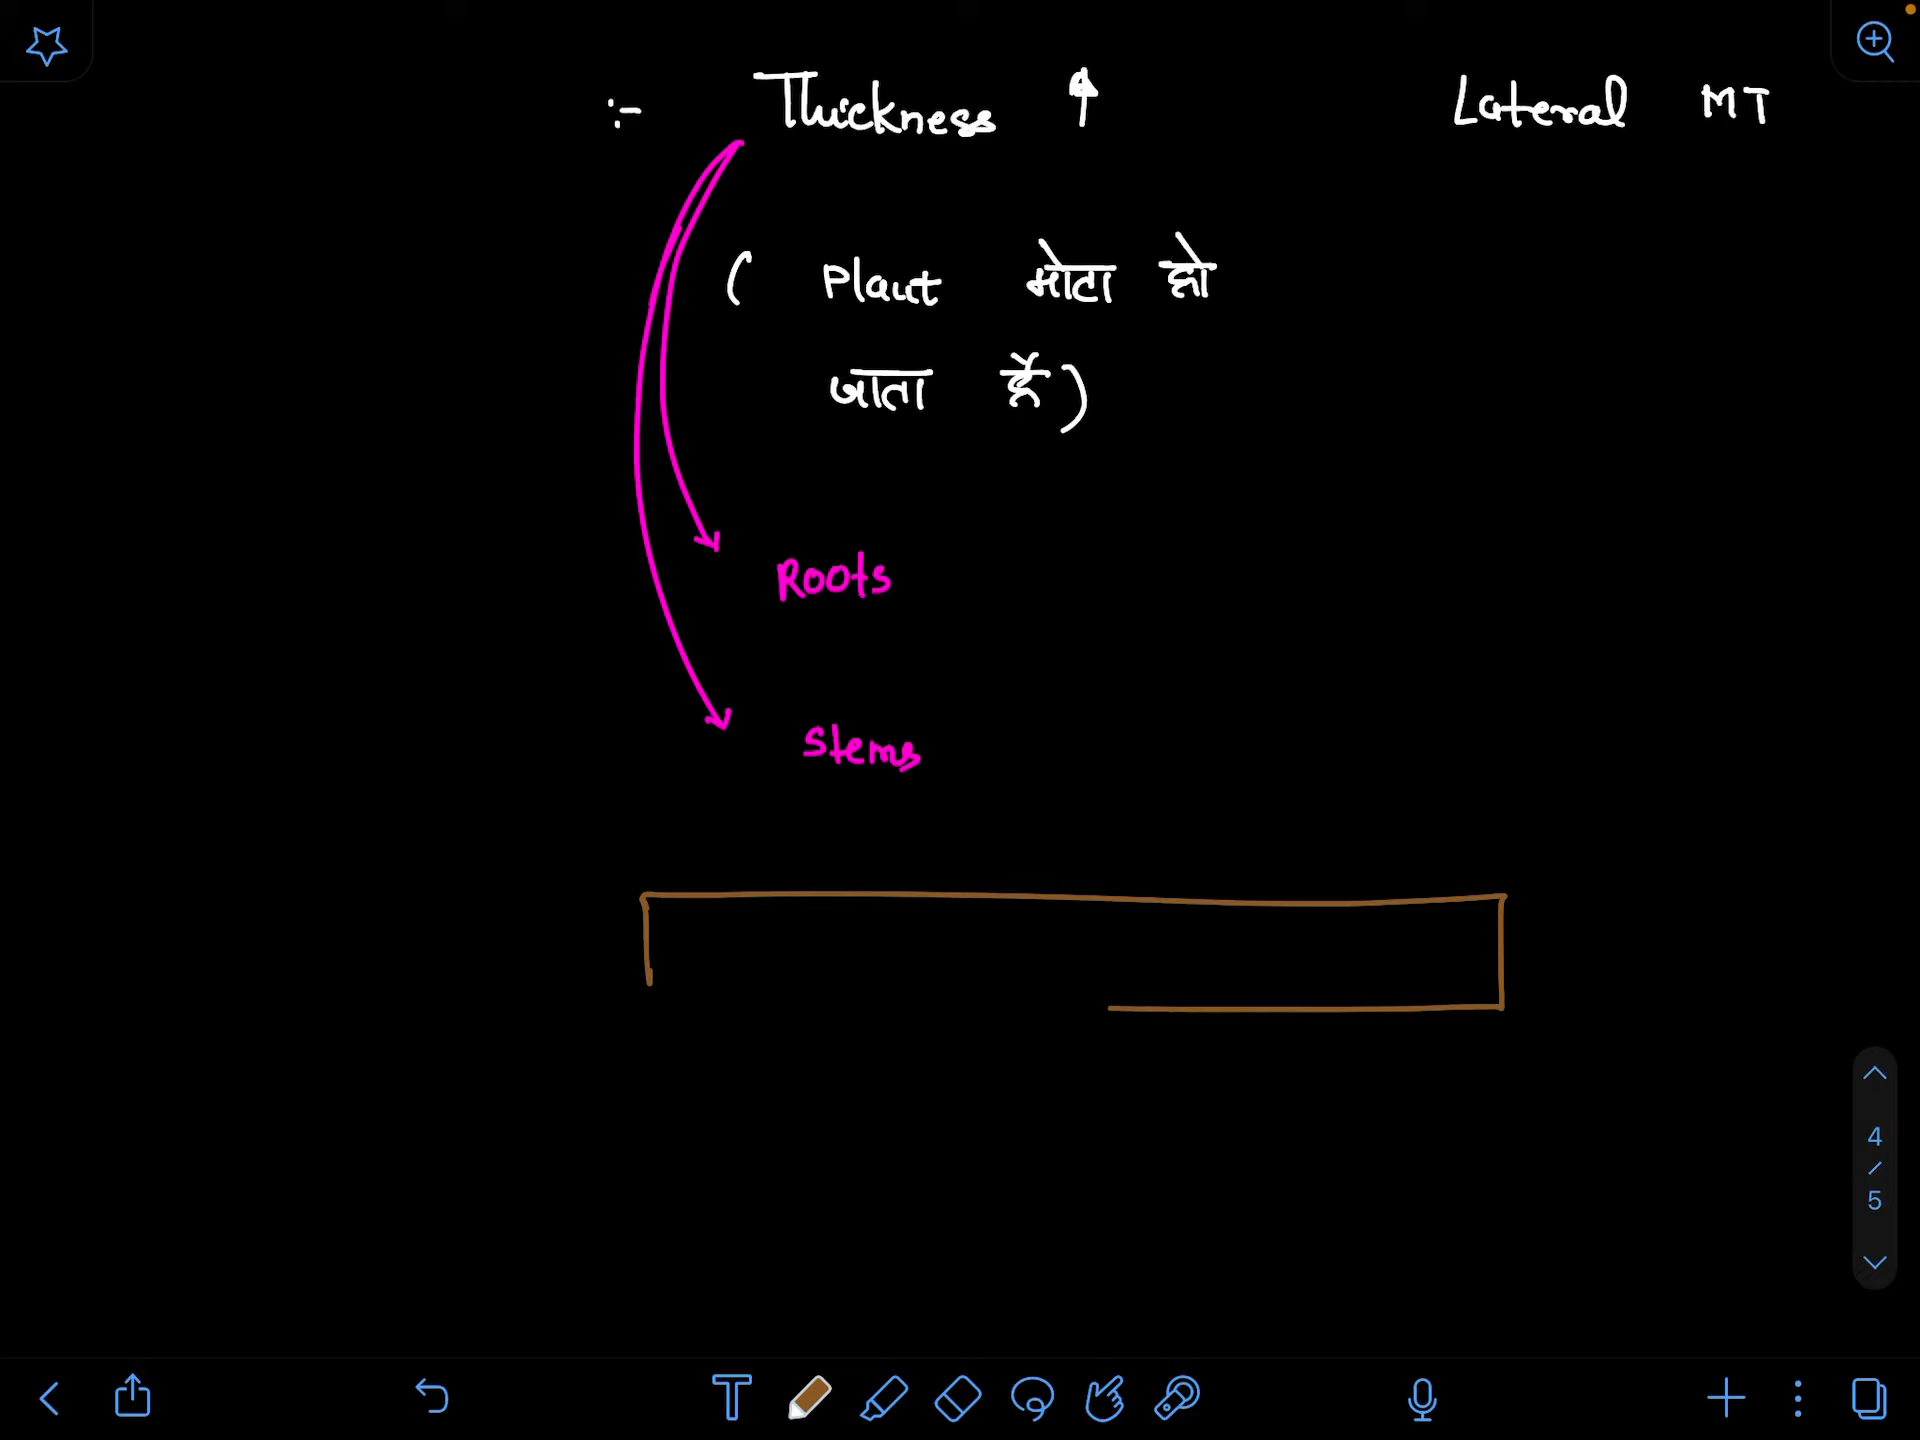 :- Thickness ↑ Lateral MT
( Plant मोटा हो
जाता हैं)
Roots
Stems
4
/
5